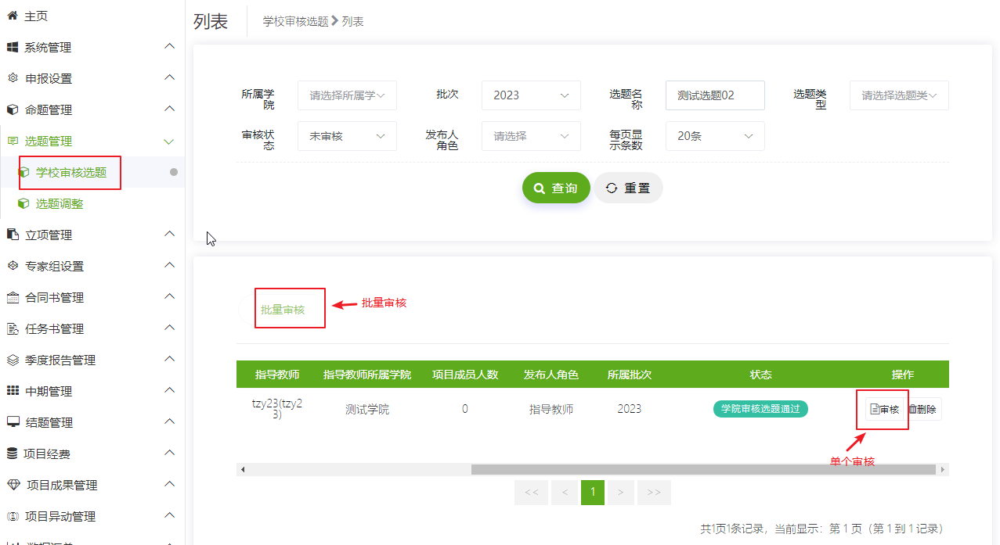 主页
系统管理
申报设置
命题管理
选题管理
学校审核选题
选题调整
立项管理
专家组设置
合同书管理
任务书管理
季度报告管理
中期管理
结题管理
项目经费
项目成果管理
项目异动管理
列表
学校审核选题 列表
所属学院 请选择所属学 批次 2023 选题名称 测试选题02 选题类型 请选择选题类
审核状态 未审核 发布人角色 请选择 每页显示条数 20条
查询 重置
批量审核 批量审核
指导教师 指导教师所属学院 项目成员人数 发布人角色 所属批次 状态 操作
tzy23(tzy23) 测试学院 0 指导教师 2023 学院审核选题通过 审核 删除
单个审核
<< < 1 > >>
共1页1条记录，当前显示：第 1 页（第 1 到 1 记录）